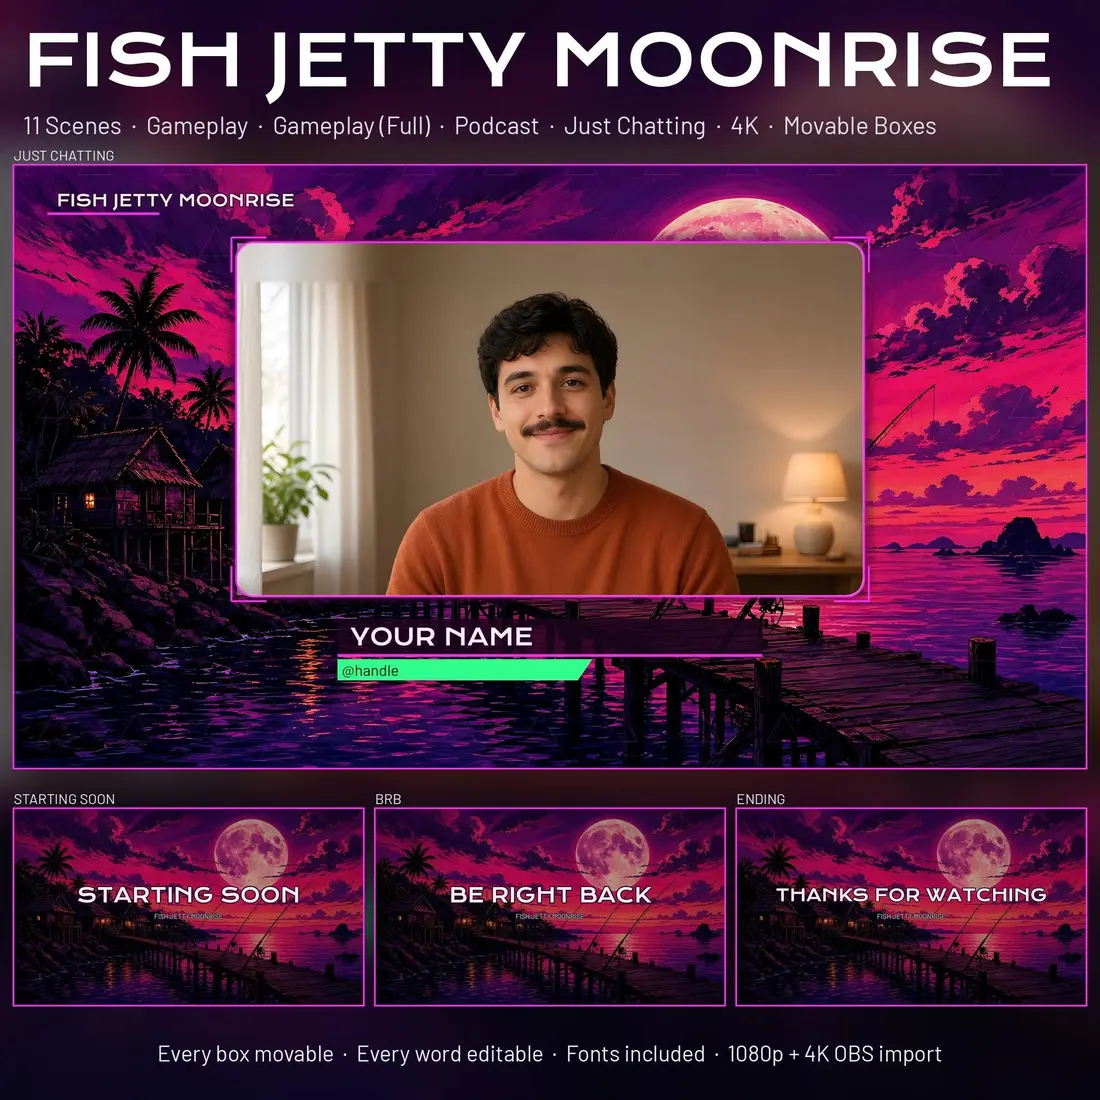 FISH JETTY MOONRISE
11 Scenes · Gameplay · Gameplay (Full) · Podcast · Just Chatting · 4K · Movable Boxes
JUST CHATTING
FISH JETTY MOONRISE
YOUR NAME
@handle
STARTING SOON
BRB
ENDING
STARTING SOON
FISH JETTY MOONRISE
BE RIGHT BACK
FISH JETTY MOONRISE
THANKS FOR WATCHING
FISH JETTY MOONRISE
Every box movable · Every word editable · Fonts included · 1080p + 4K OBS import